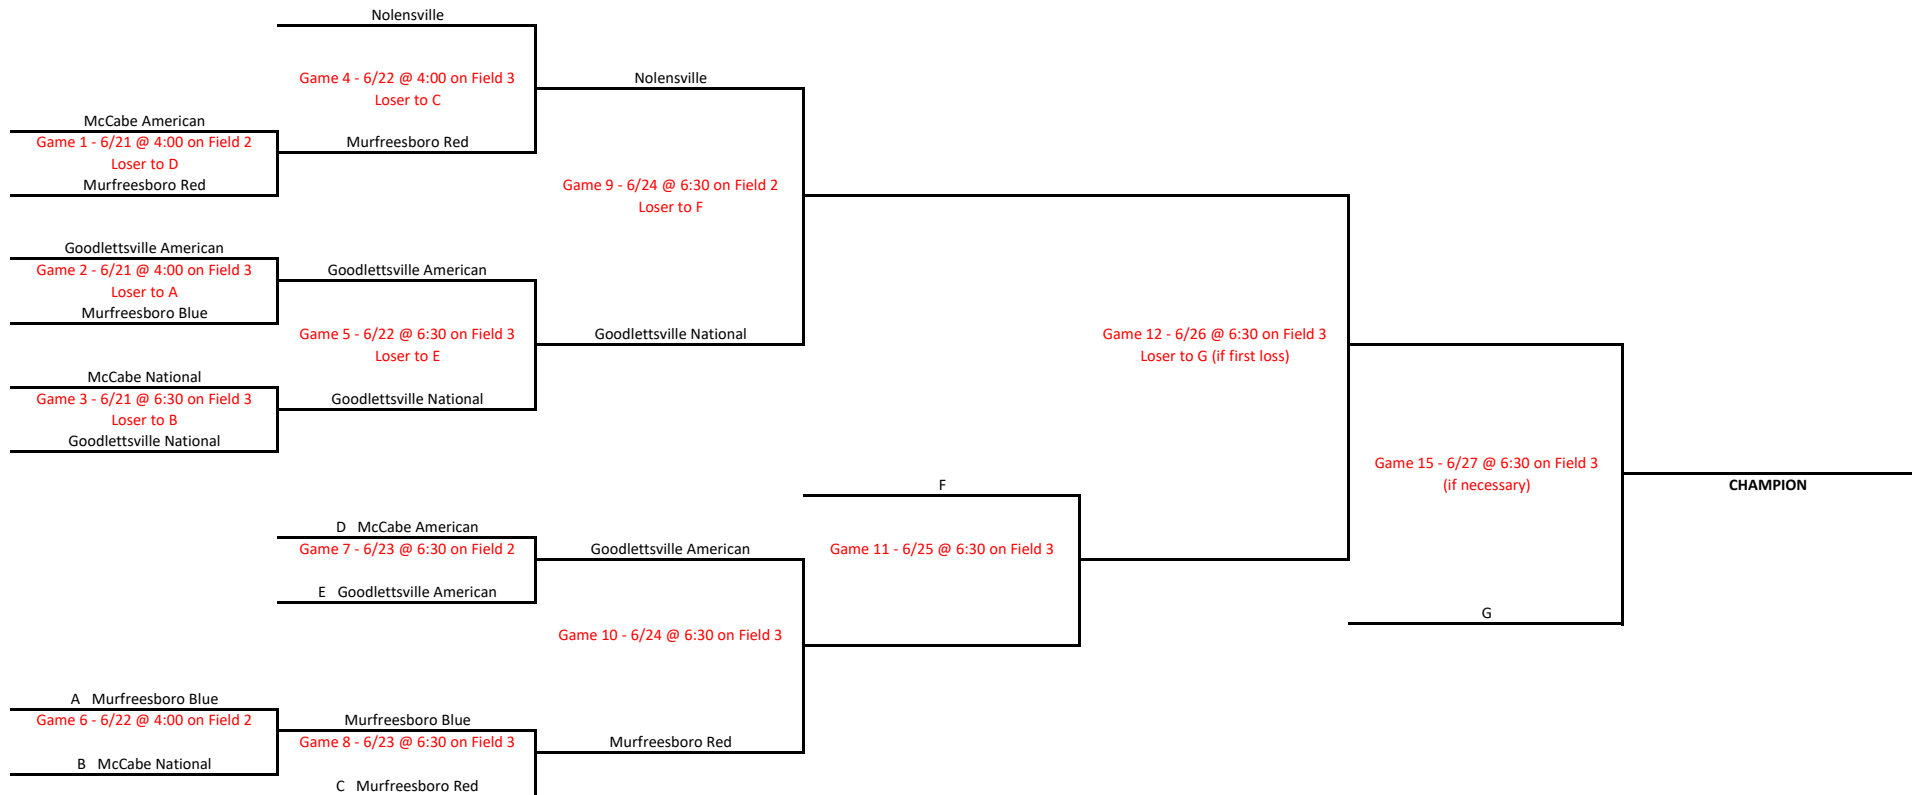 Nolensville
Game 4 - 6/22 @ 4:00 on Field 3
Loser to C
Nolensville
McCabe American
Game 1 - 6/21 @ 4:00 on Field 2
Loser to D
Murfreesboro Red
Murfreesboro Red
Game 9 - 6/24 @ 6:30 on Field 2
Loser to F
Goodlettsville American
Game 2 - 6/21 @ 4:00 on Field 3
Loser to A
Murfreesboro Blue
Goodlettsville American
Game 5 - 6/22 @ 6:30 on Field 3
Loser to E
Goodlettsville National
Game 12 - 6/26 @ 6:30 on Field 3
Loser to G (if first loss)
McCabe National
Game 3 - 6/21 @ 6:30 on Field 3
Loser to B
Goodlettsville National
Goodlettsville National
Game 15 - 6/27 @ 6:30 on Field 3
(if necessary)
CHAMPION
F
D McCabe American
Game 7 - 6/23 @ 6:30 on Field 2
E Goodlettsville American
Goodlettsville American
Game 11 - 6/25 @ 6:30 on Field 3
G
Game 10 - 6/24 @ 6:30 on Field 3
A Murfreesboro Blue
Game 6 - 6/22 @ 4:00 on Field 2
B McCabe National
Murfreesboro Blue
Game 8 - 6/23 @ 6:30 on Field 3
C Murfreesboro Red
Murfreesboro Red